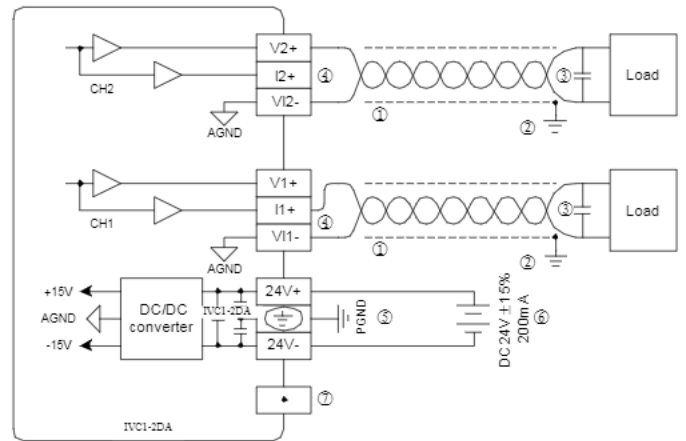 V2+
I2+
④
③
Load
CH2
VI2-
①
②
AGND
V1+
I1+
④
③
Load
CH1
VI1-
①
②
AGND
+15V
24V+
DC/DC
converter
IVC1-2DA
AGND
PGND
⑤
DC 24V ±15%
200mA
⑥
-15V
24V-
⑦
IVC1-2DA